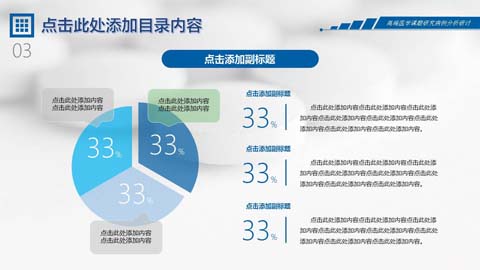 点击此处添加目录内容
高端医学课题研究病例分析研讨
03
点击添加副标题
点击此处添加内容
点击此处添加内容
点击此处添加内容
点击此处添加内容
33%
33%
33%
点击此处添加内容
点击此处添加内容
点击添加副标题
33%
点击此处添加内容点击此处添加内容点击此处添
加内容点击此处添加内容点击此处添加内容点击此处
添加内容点击此处添加内容点击此处添加内容。
点击添加副标题
33%
点击此处添加内容点击此处添加内容点击此处添
加内容点击此处添加内容点击此处添加内容点击此处
添加内容点击此处添加内容点击此处添加内容。
点击添加副标题
33%
点击此处添加内容点击此处添加内容点击此处添
加内容点击此处添加内容点击此处添加内容点击此处
添加内容点击此处添加内容点击此处添加内容。